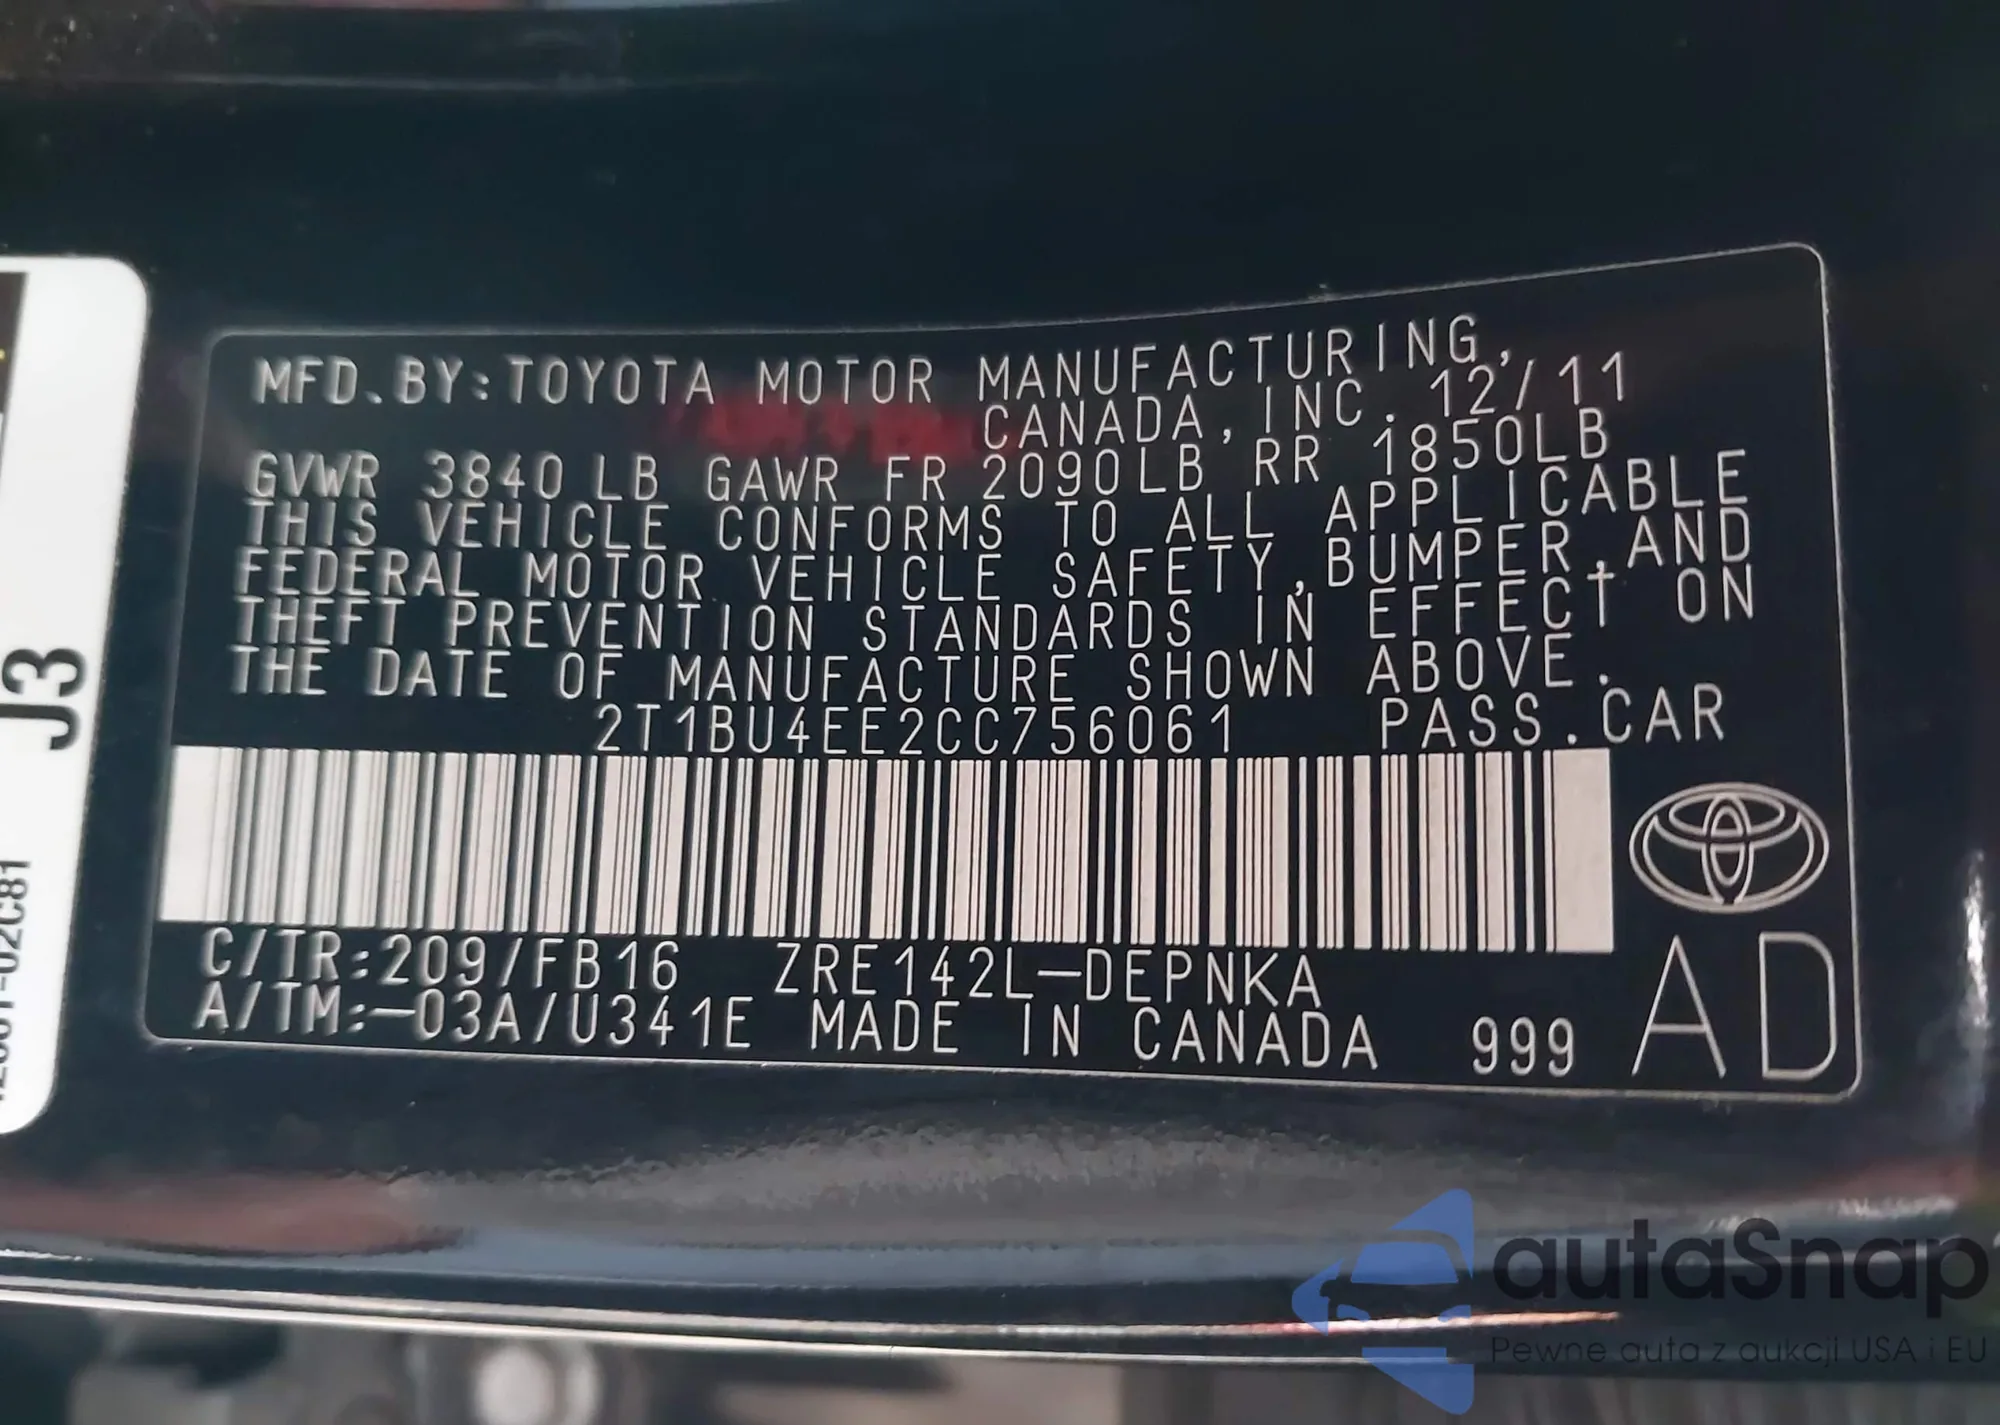 MFD.BY:TOYOTA MOTOR MANUFACTURING,
CANADA,INC. 12/11
GVWR 3840LB GAWR FR 2090LB RR 1850LB
THIS VEHICLE CONFORMS TO ALL APPLICABLE
FEDERAL MOTOR VEHICLE SAFETY,BUMPER,AND
THEFT PREVENTION STANDARDS IN EFFECT ON
THE DATE OF MANUFACTURE SHOWN ABOVE.
2T1BU4EE2CC756061 PASS.CAR
C/TR:209/FB16 ZRE142L-DEPNKA
A/TM:-03A/U341E MADE IN CANADA 999
AD
J3
autaSnap
Pewne auta z aukcji USA i EU